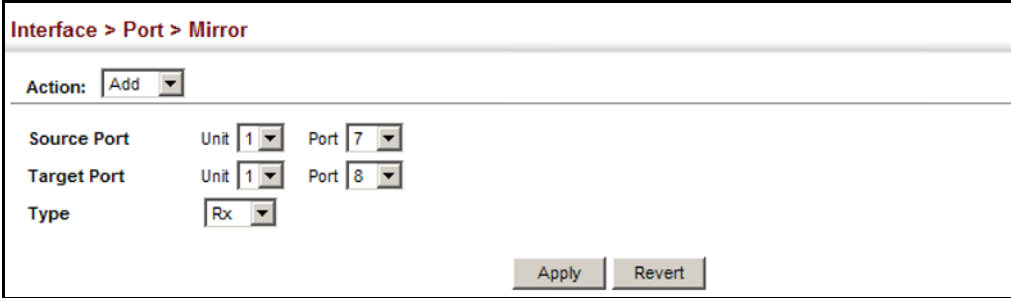 Interface > Port > Mirror
Action: Add
Source Port Unit 1 Port 7
Target Port Unit 1 Port 8
Type Rx
Apply Revert